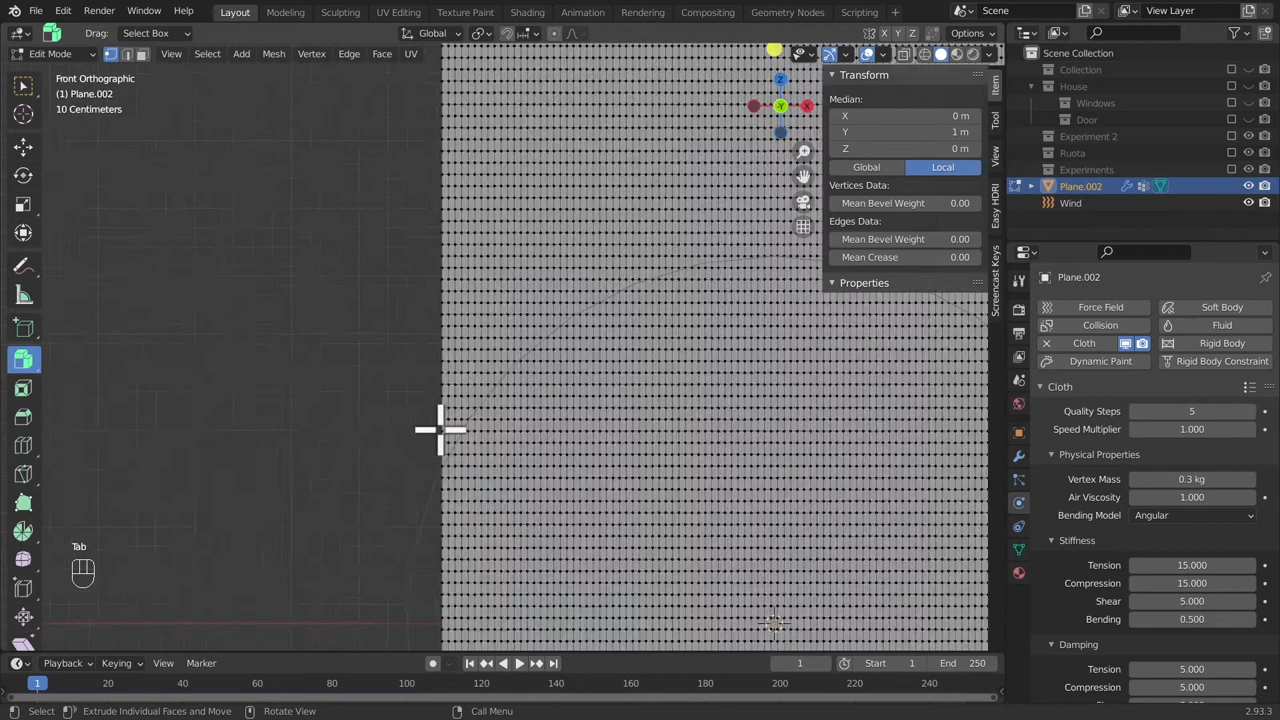 File Edit Render Window Help Layout Modeling Sculpting UV Editing Texture Paint Shading Animation Rendering Compositing Geometry Nodes Scripting + Scene View Layer
Drag: Select Box Global X Y Z Options
Edit Mode View Select Add Mesh Vertex Edge Face UV
Front Orthographic
(1) Plane.002
10 Centimeters
Z
X
-Y
Transform
Median:
X 0 m
Y 1 m
Z 0 m
Global Local
Vertices Data:
Mean Bevel Weight 0.00
Edges Data:
Mean Bevel Weight 0.00
Mean Crease 0.00
Properties
Item
Tool
View
Easy HDRI
Screencast Keys
Scene Collection
Collection
House
Windows
Door
Experiment 2
Ruota
Experiments
Plane.002
Wind
Plane.002
Force Field Soft Body
Collision Fluid
Cloth Rigid Body
Dynamic Paint Rigid Body Constraint
Cloth
Quality Steps 5
Speed Multiplier 1.000
Physical Properties
Vertex Mass 0.3 kg
Air Viscosity 1.000
Bending Model Angular
Stiffness
Tension 15.000
Compression 15.000
Shear 5.000
Bending 0.500
Damping
Tension 5.000
Compression 5.000
Tab
Playback Keying View Marker 1 Start 1 End 250
1 20 40 60 80 100 120 140 160 180 200 220 240
Select Extrude Individual Faces and Move Rotate View Call Menu 2.93.3